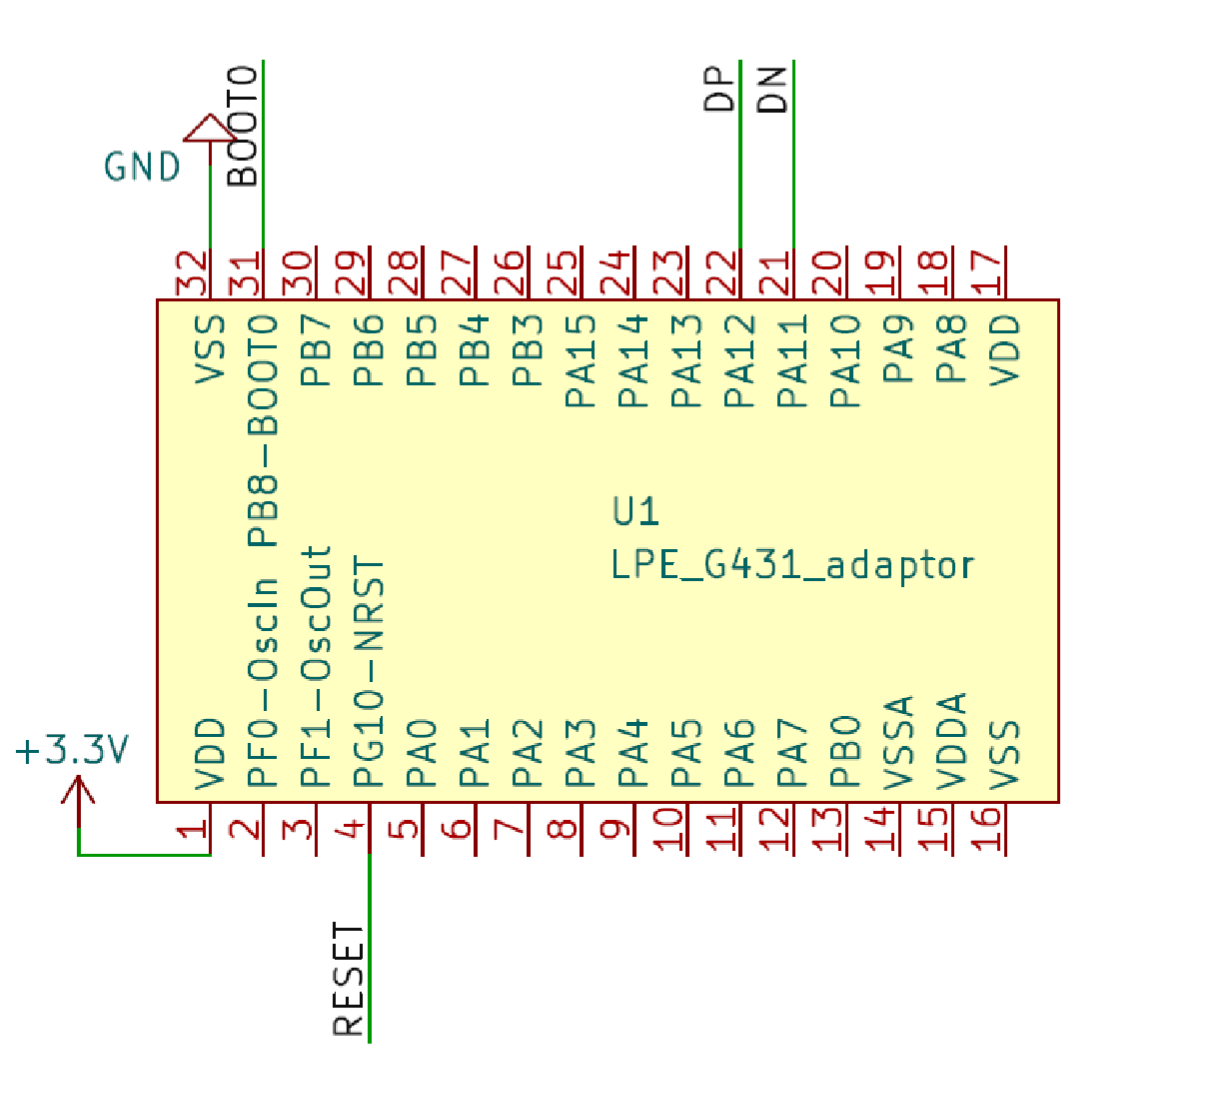 BOOT0
DP
DN
GND
32
31
30
29
28
27
26
25
24
23
22
21
20
19
18
17
VSS
PB8-BOOT0
PB7
PB6
PB5
PB4
PB3
PA15
PA14
PA13
PA12
PA11
PA10
PA9
PA8
VDD
U1
LPE_G431_adaptor
+3.3V
VDD
PF0-OscIn
PF1-OscOut
PG10-NRST
PA0
PA1
PA2
PA3
PA4
PA5
PA6
PA7
PB0
VSSA
VDDA
VSS
1
2
3
4
5
6
7
8
9
10
11
12
13
14
15
16
RESET